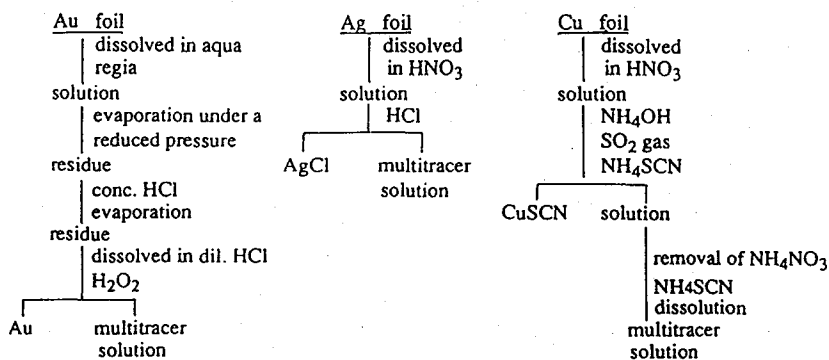 Au foil
dissolved in aqua
regia
solution
evaporation under a
reduced pressure
residue
conc. HCl
evaporation
residue
dissolved in dil. HCl
H2O2
Au
multitracer
solution
Ag foil
dissolved
in HNO3
solution
HCl
AgCl
multitracer
solution
Cu foil
dissolved
in HNO3
solution
NH4OH
SO2 gas
NH4SCN
CuSCN
solution
removal of NH4NO3
NH4SCN
dissolution
multitracer
solution